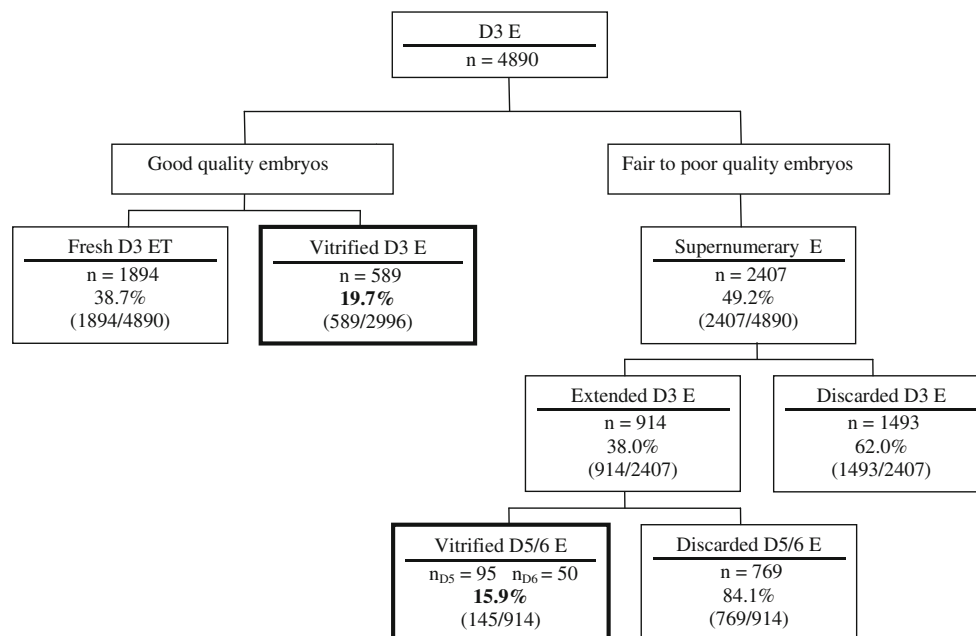 D3 E
n = 4890
Good quality embryos
Fair to poor quality embryos
Fresh D3 ET
n = 1894
38.7%
(1894/4890)
Vitrified D3 E
n = 589
19.7%
(589/2996)
Supernumerary E
n = 2407
49.2%
(2407/4890)
Extended D3 E
n = 914
38.0%
(914/2407)
Discarded D3 E
n = 1493
62.0%
(1493/2407)
Vitrified D5/6 E
nD5 = 95 nD6 = 50
15.9%
(145/914)
Discarded D5/6 E
n = 769
84.1%
(769/914)